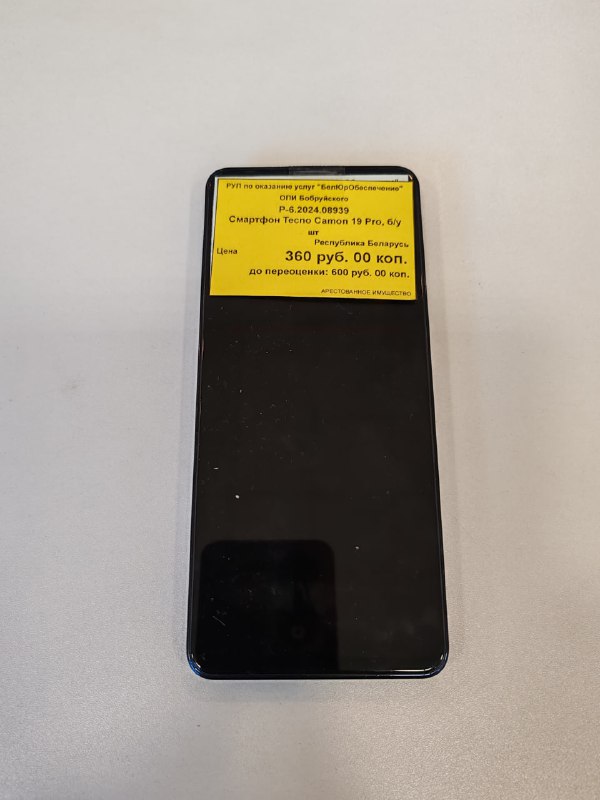 РУП по оказанию услуг "БелЮрОбеспечение"
ОПИ Бобруйского
Р-6.2024.08939
Смартфон Tecno Camon 19 Pro, б/у
шт
Республика Беларусь
Цена
360 руб. 00 коп.
до переоценки: 600 руб. 00 коп.
АРЕСТОВАННОЕ ИМУЩЕСТВО